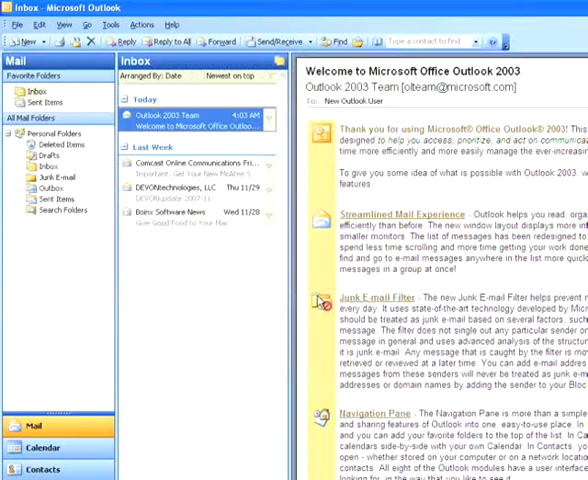 Inbox - Microsoft Outlook
File Edit View Go Tools Actions Help
New Reply Reply to All Forward Send/Receive Find Type a contact to find
Mail
Favorite Folders
Inbox
Sent Items
All Mail Folders
Personal Folders
Deleted Items
Drafts
Inbox
Junk E-mail
Outbox
Sent Items
Search Folders
Mail
Calendar
Contacts
Inbox
Arranged By: Date Newest on top
Today
Outlook 2003 Team 4:03 AM
Welcome to Microsoft Office Outloo...
Last Week
Comcast Online Communications Fri...
Important. Get Your New McAfee S
DEVONtechnologies, LLC Thu 11/29
DEVONupdate 2007-11
Boinx Software News Wed 11/28
Give Good Food to Your Mac
Welcome to Microsoft Office Outlook 2003
Outlook 2003 Team [olteam@microsoft.com]
To: New Outlook User
Thank you for using Microsoft® Office Outlook® 2003! This
designed to help you access, prioritize, and act on communica
time more efficiently and more easily manage the ever-increas
To give you some idea of what is possible with Outlook 2003, w
features
Streamlined Mail Experience - Outlook helps you read, orga
efficiently than before. The new window layout displays more in
smaller monitors. The list of messages has been redesigned to
spend less time scrolling and more time getting your work done
find and go to e-mail messages anywhere in the list more quick
messages in a group at once!
Junk E-mail Filter - The new Junk E-mail Filter helps prevent m
every day. It uses state-of-the-art technology developed by Micr
should be treated as junk e-mail based on several factors, such
message. The filter does not single out any particular sender or
message in general and uses advanced analysis of the structur
it is junk e-mail. Any message that is caught by the filter is mov
retrieved or reviewed at a later time. You can add e-mail addres
messages from these senders will never be treated as junk e-m
addresses or domain names by adding the sender to your Bloc
Navigation Pane - The Navigation Pane is more than a simple
and sharing features of Outlook into one easy-to-use place. In
and you can add your favorite folders to the top of the list. In Ca
calendars side-by-side with your own Calendar. In Contacts, yo
open - whether stored on your computer or on a network locatio
contacts. All eight of the Outlook modules have a user interfac
looking for, in the way that you like to see it